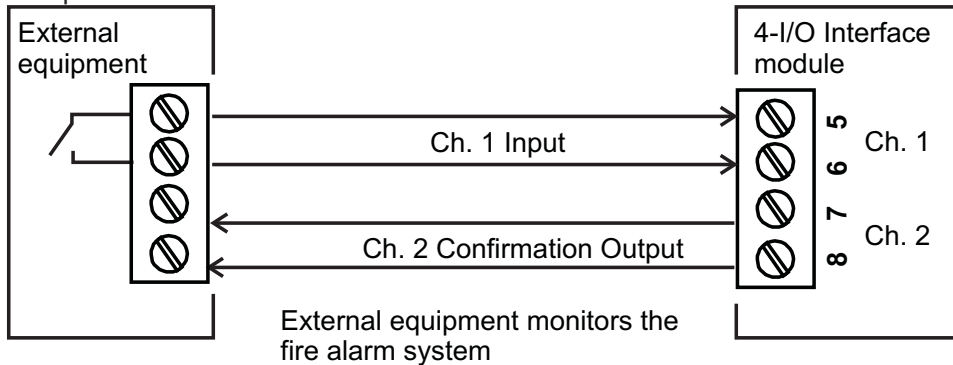 External
equipment
4-I/O Interface
module
Ch. 1 Input
5
6
Ch. 1
Ch. 2 Confirmation Output
7
8
Ch. 2
External equipment monitors the
fire alarm system